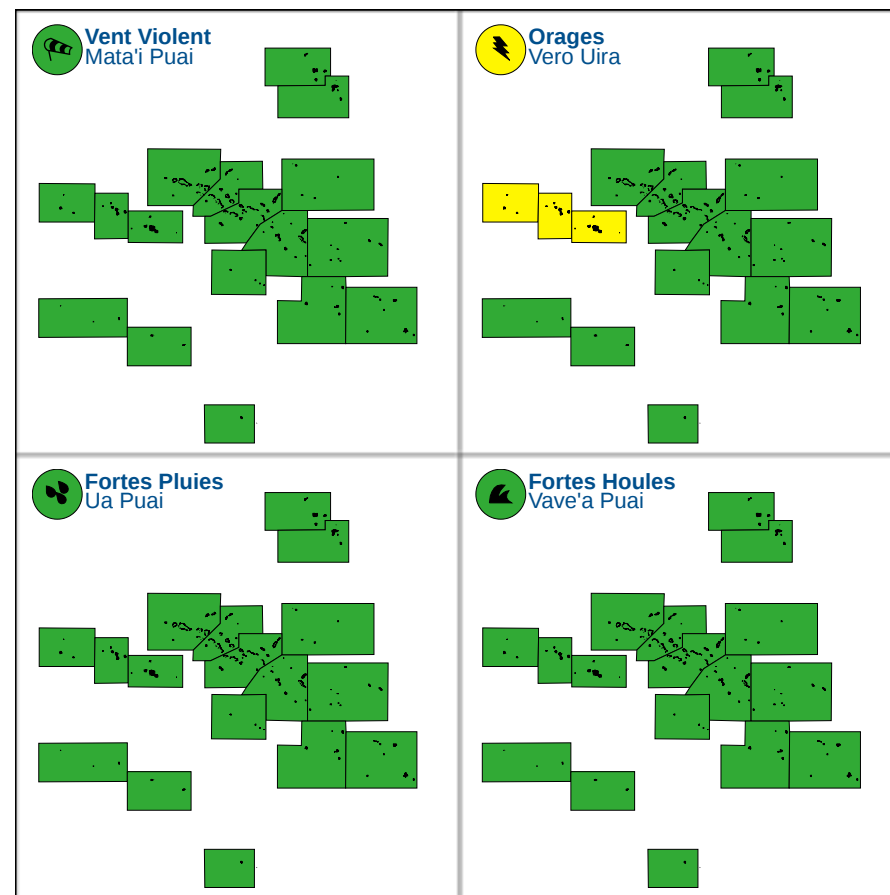 Vent Violent
Mata'i Puai
Orages
Vero Uira
Fortes Pluies
Ua Puai
Fortes Houles
Vave'a Puai